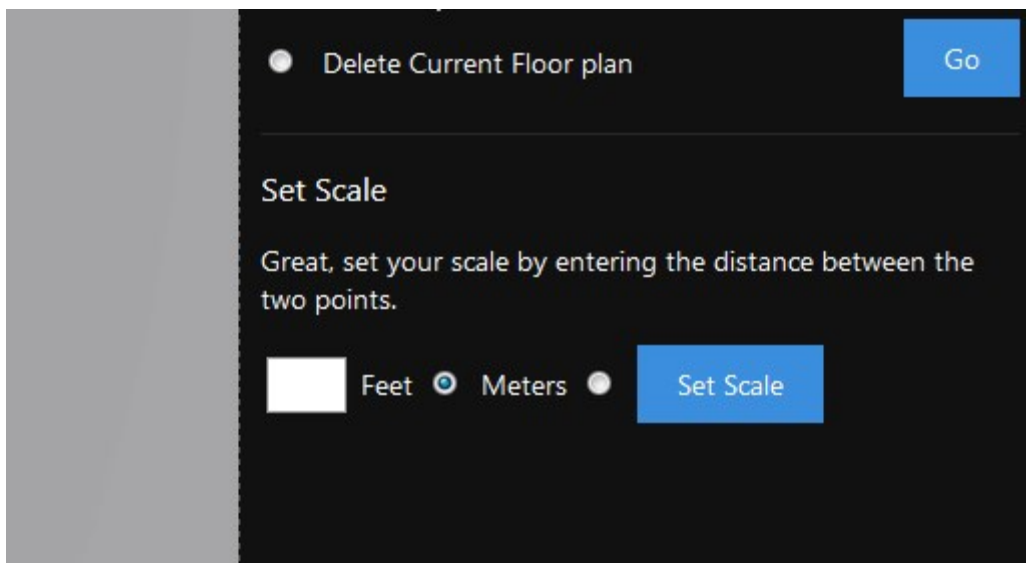 Delete Current Floor plan
Go
Set Scale
Great, set your scale by entering the distance between the
two points.
Feet Meters Set Scale